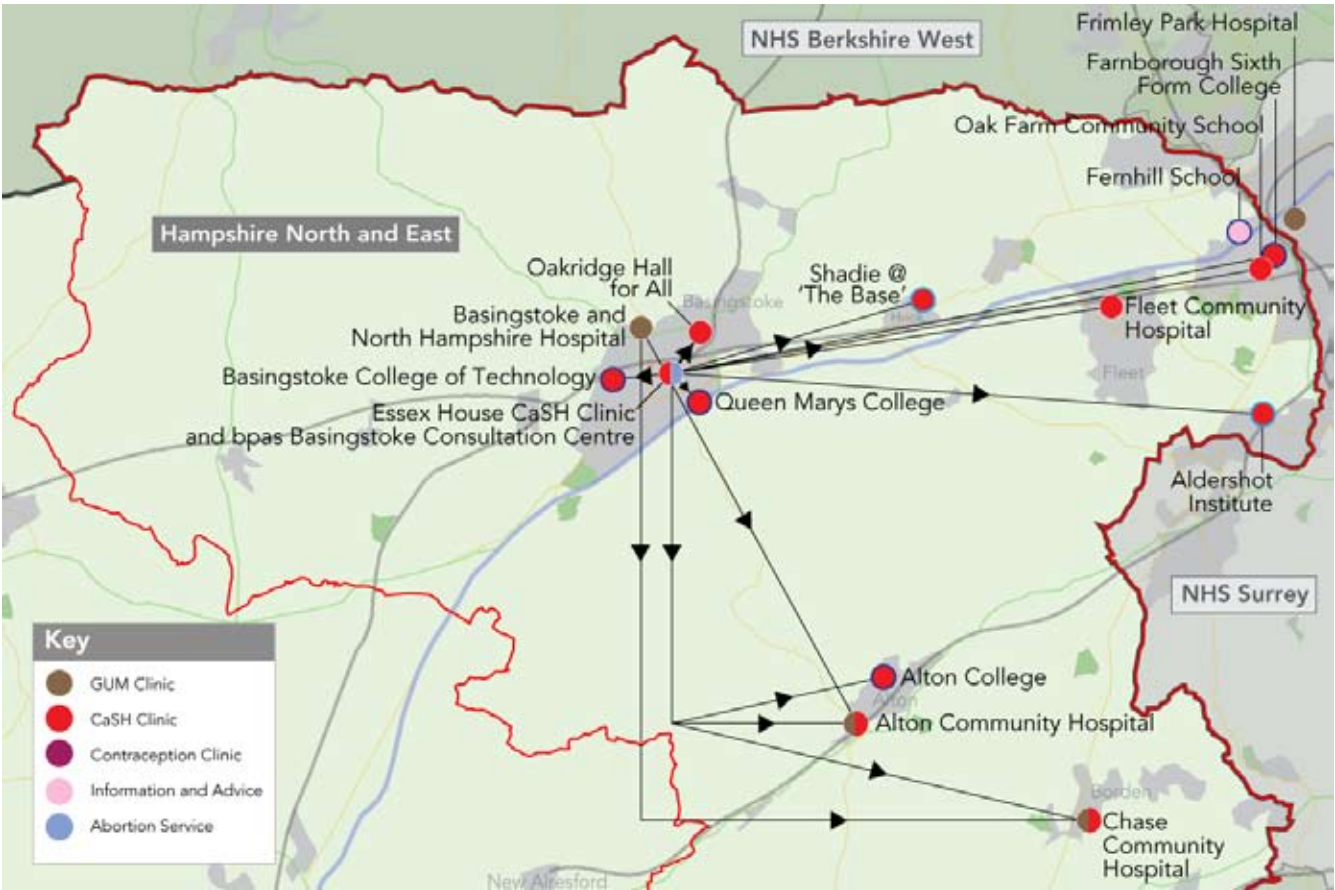 NHS Berkshire West
Frimley Park Hospital
Farnborough Sixth
Form College
Oak Farm Community School
Fernhill School
Hampshire North and East
Oakridge Hall
for All
Basingstoke
Shadie @
'The Base'
Hook
Basingstoke and
North Hampshire Hospital
Fleet Community
Hospital
Basingstoke College of Technology
Fleet
Essex House CaSH Clinic
and bpas Basingstoke Consultation Centre
Queen Marys College
Aldershot
Institute
NHS Surrey
Key
GUM Clinic
CaSH Clinic
Contraception Clinic
Information and Advice
Abortion Service
Alton College
Alton
Alton Community Hospital
Borden
Chase
Community
Hospital
New Alresford